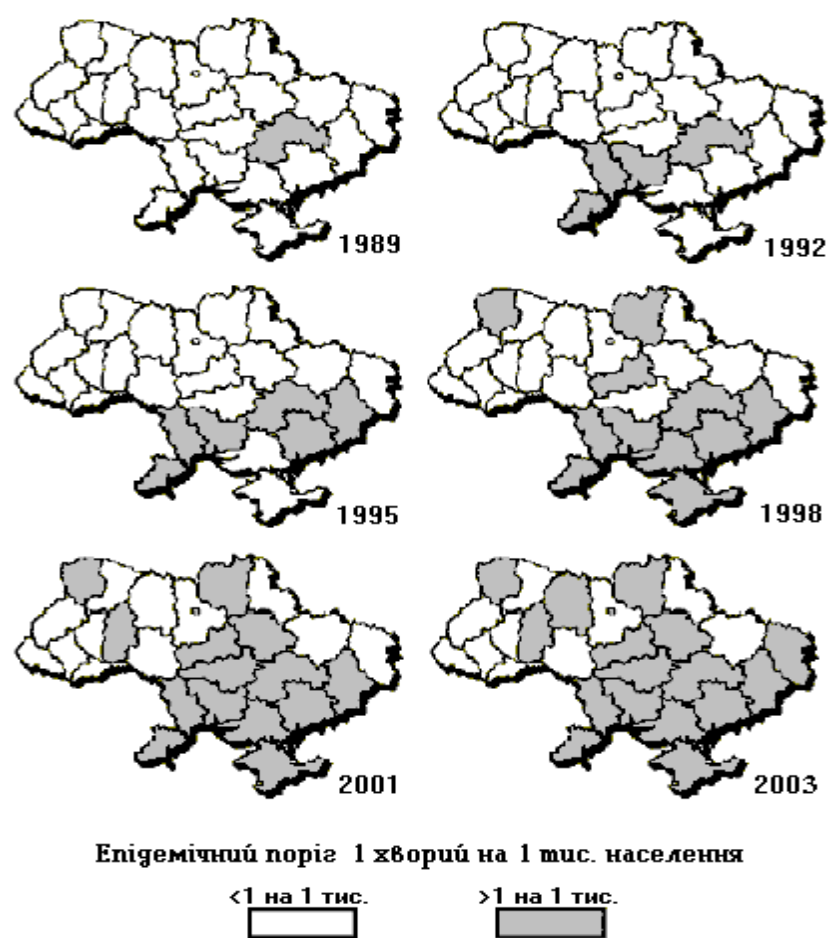 1989
1992
1995
1998
2001
2003
Епідемічний поріг 1 хворий на 1 тис. населення
<1 на 1 тис.
>1 на 1 тис.